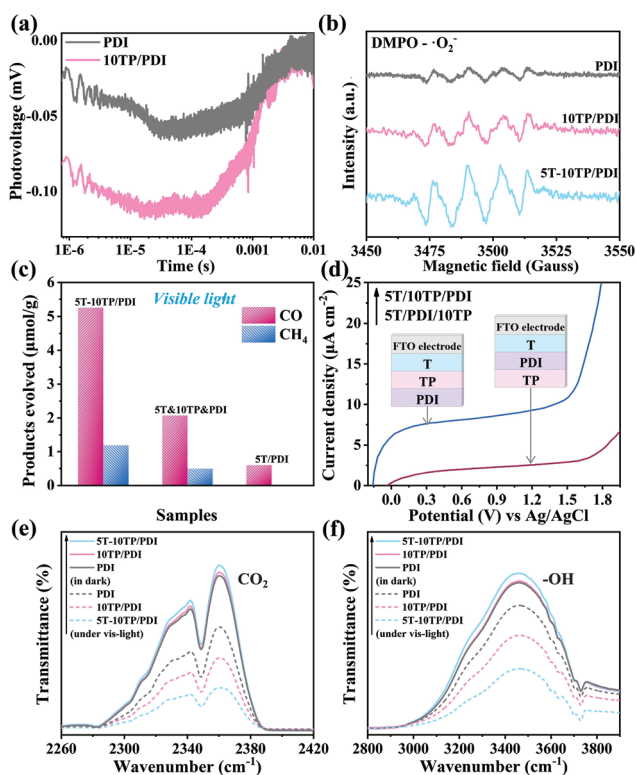 (a)
PDI
10TP/PDI
0.00
-0.05
-0.10
Photovoltage (mV)
1E-6
1E-5
1E-4
0.001
0.01
Time (s)
(b)
DMPO - ·O₂⁻
PDI
10TP/PDI
5T-10TP/PDI
Intensity (a.u.)
3450
3475
3500
3525
3550
Magnetic field (Gauss)
(c)
Visible light
5T-10TP/PDI
CO
CH₄
5T&10TP&PDI
5T/PDI
6
5
4
3
2
1
0
Products evolved (μmol/g)
Samples
(d)
5T/10TP/PDI
5T/PDI/10TP
FTO electrode
T
TP
PDI
FTO electrode
T
PDI
TP
25
20
15
10
5
0
Current density (μA cm⁻²)
0.0
0.3
0.6
0.9
1.2
1.5
1.8
Potential (V) vs Ag/AgCl
(e)
5T-10TP/PDI
10TP/PDI
PDI
(in dark)
PDI
10TP/PDI
5T-10TP/PDI
(under vis-light)
CO₂
Transmittance (%)
2260
2300
2340
2380
2420
Wavenumber (cm⁻¹)
(f)
5T-10TP/PDI
10TP/PDI
PDI
(in dark)
PDI
10TP/PDI
5T-10TP/PDI
(under vis-light)
-OH
Transmittance (%)
2800
3000
3200
3400
3600
3800
Wavenumber (cm⁻¹)